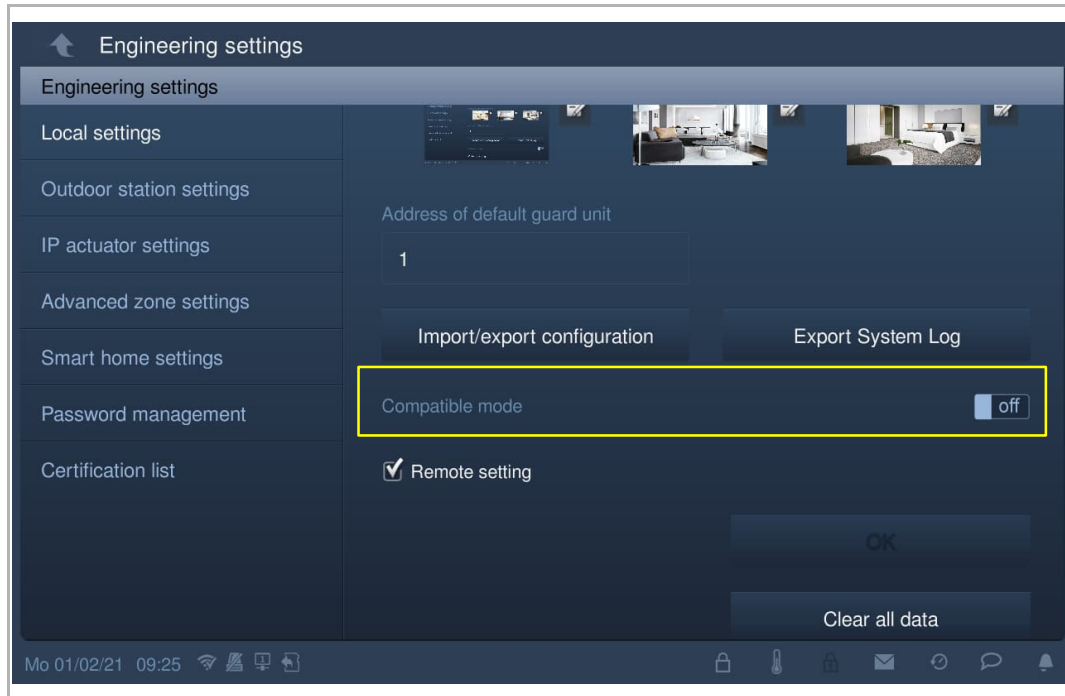 Engineering settings
Engineering settings
Local settings
Outdoor station settings
IP actuator settings
Advanced zone settings
Smart home settings
Password management
Certification list
Address of default guard unit
1
Import/export configuration
Export System Log
Compatible mode
off
Remote setting
OK
Clear all data
Mo 01/02/21 09:25